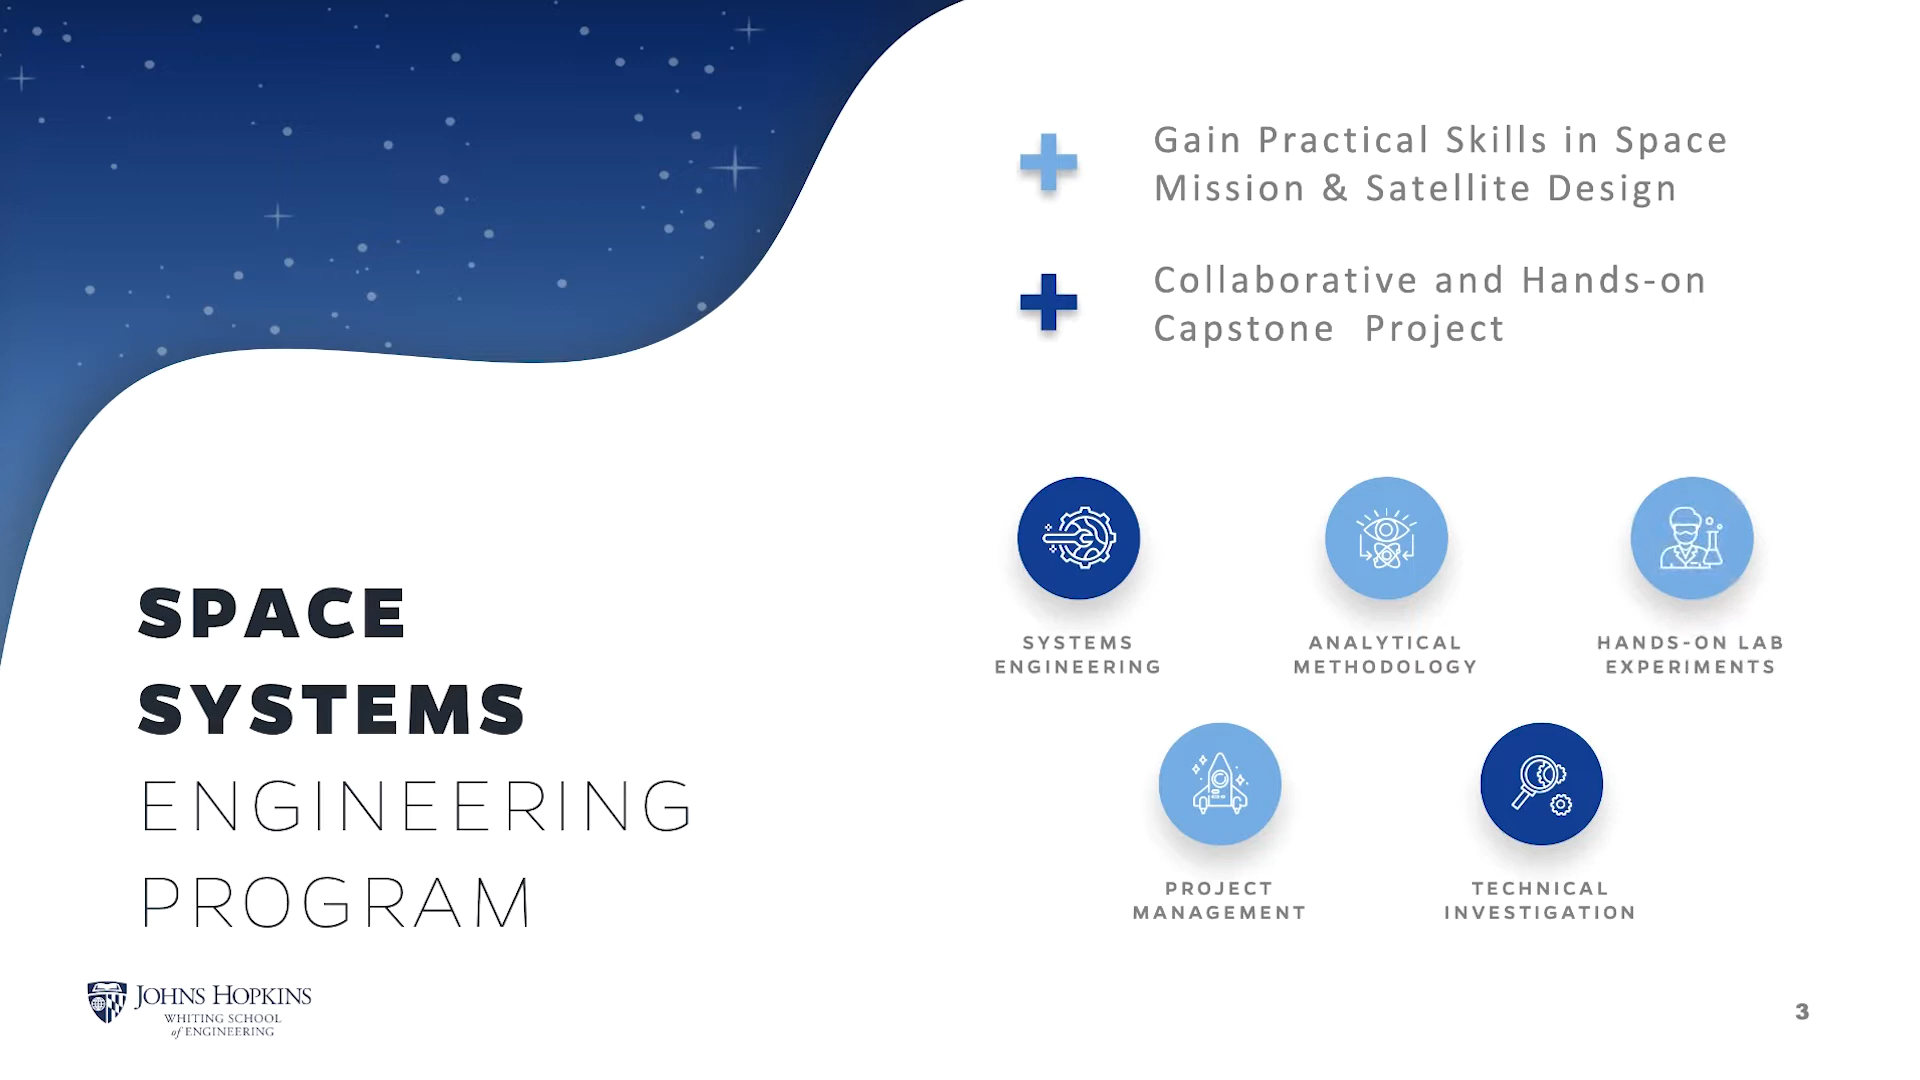 Gain Practical Skills in Space
Mission & Satellite Design
Collaborative and Hands-on
Capstone Project
SPACE
SYSTEMS
ENGINEERING
PROGRAM
SYSTEMS
ENGINEERING
ANALYTICAL
METHODOLOGY
HANDS-ON LAB
EXPERIMENTS
PROJECT
MANAGEMENT
TECHNICAL
INVESTIGATION
JOHNS HOPKINS
WHITING SCHOOL
of ENGINEERING
3